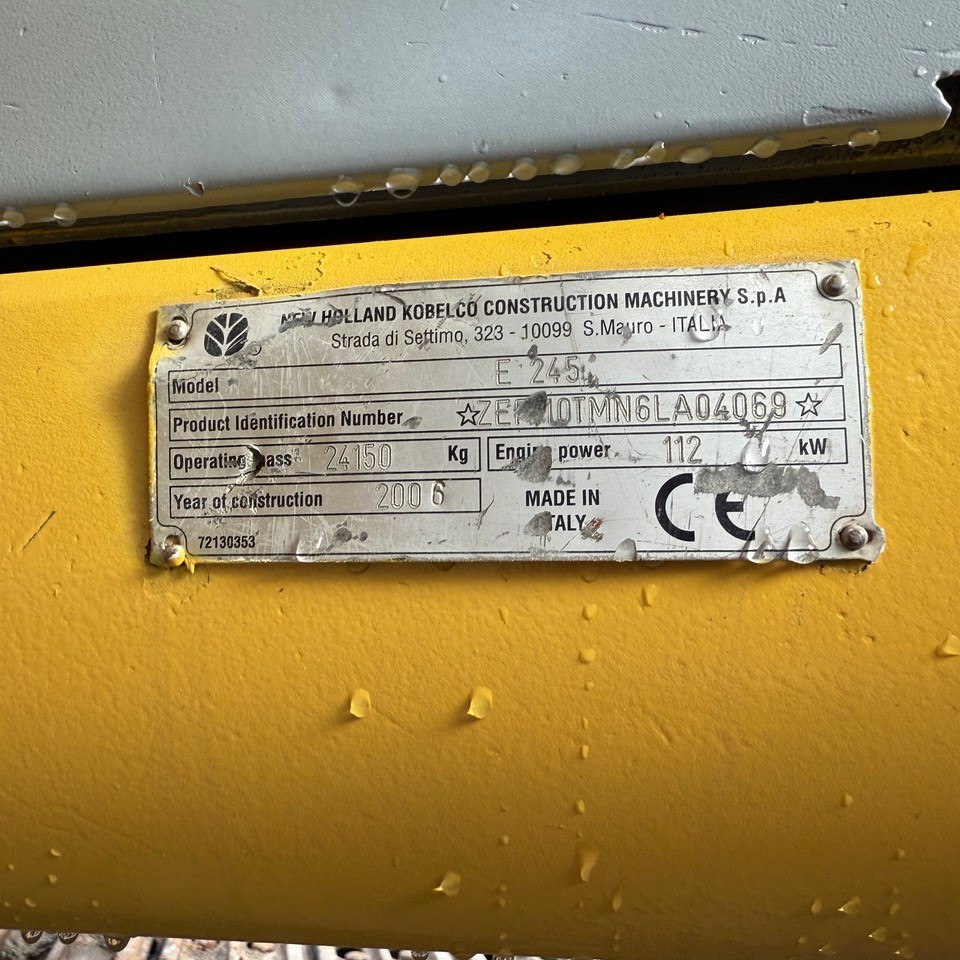 NEW HOLLAND KOBELCO CONSTRUCTION MACHINERY S.p.A
Strada di Settimo, 323 - 10099 S.Mauro - ITALIA
Model E 245
Product Identification Number
Operating mass 24150 Kg Engine power 112 kW
Year of construction 2006 MADE IN ITALY CE
72130353